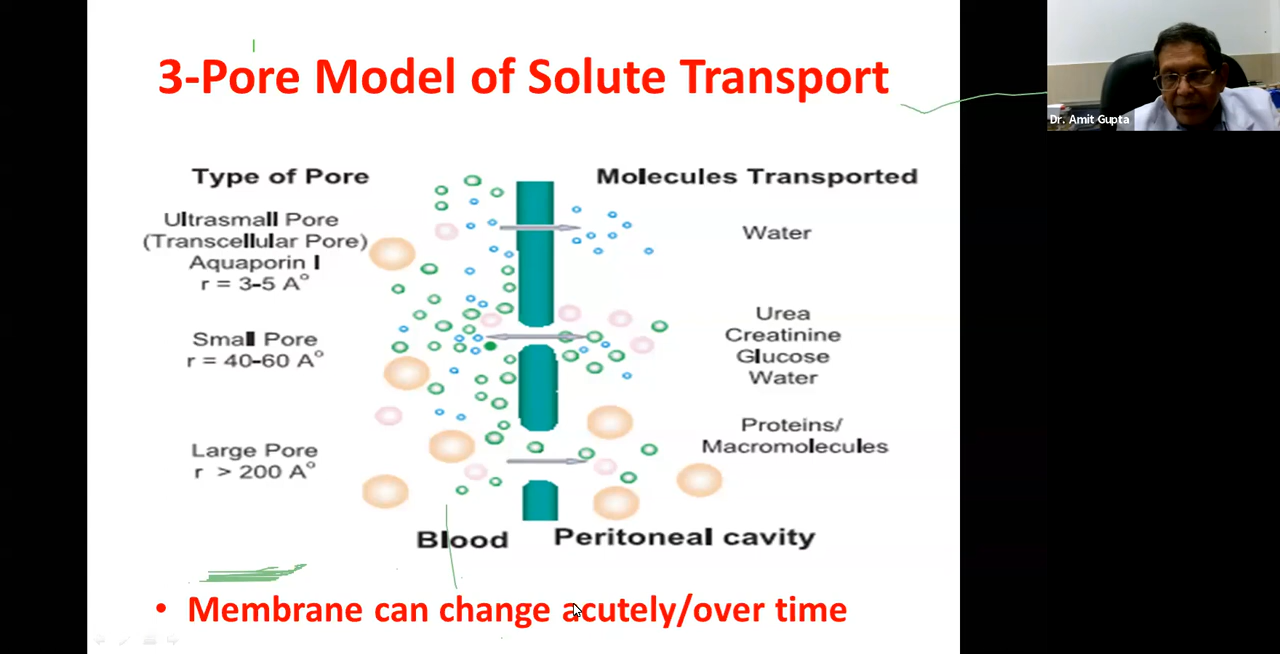 3-Pore Model of Solute Transport
Dr. Amit Gupta
Type of Pore
Molecules Transported
Ultrasmall Pore
(Transcellular Pore)
Aquaporin I
r = 3-5 A°
Water
Small Pore
r = 40-60 A°
Urea
Creatinine
Glucose
Water
Large Pore
r > 200 A°
Proteins/
Macromolecules
Blood
Peritoneal cavity
• Membrane can change acutely/over time